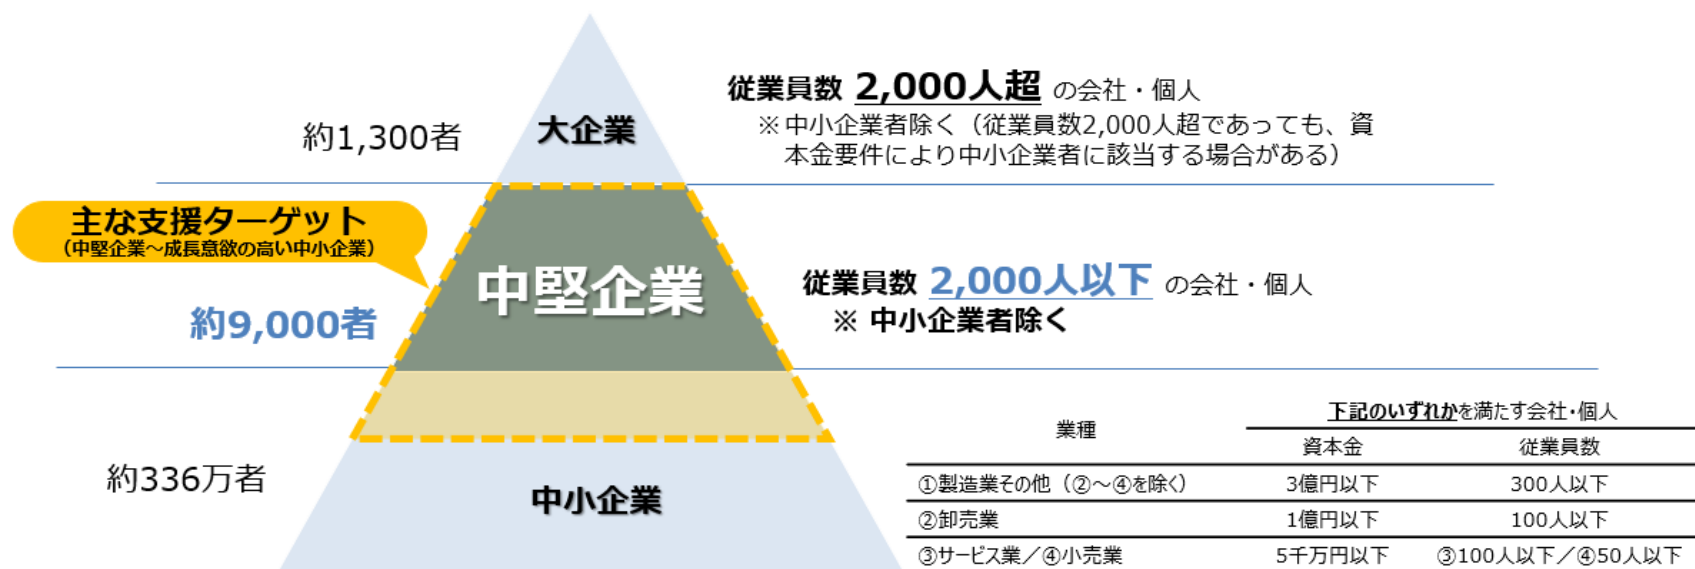 従業員数 2,000人超 の会社・個人
※中小企業者除く（従業員数2,000人超であっても、資
本金要件により中小企業者に該当する場合がある）
約1,300者
大企業
主な支援ターゲット
（中堅企業～成長意欲の高い中小企業）
中堅企業
従業員数 2,000人以下 の会社・個人
※ 中小企業者除く
約9,000者
約336万者
中小企業
業種
下記のいずれかを満たす会社・個人
資本金 従業員数
①製造業その他（②～④を除く） 3億円以下 300人以下
②卸売業 1億円以下 100人以下
③サービス業／④小売業 5千万円以下 ③100人以下／④50人以下